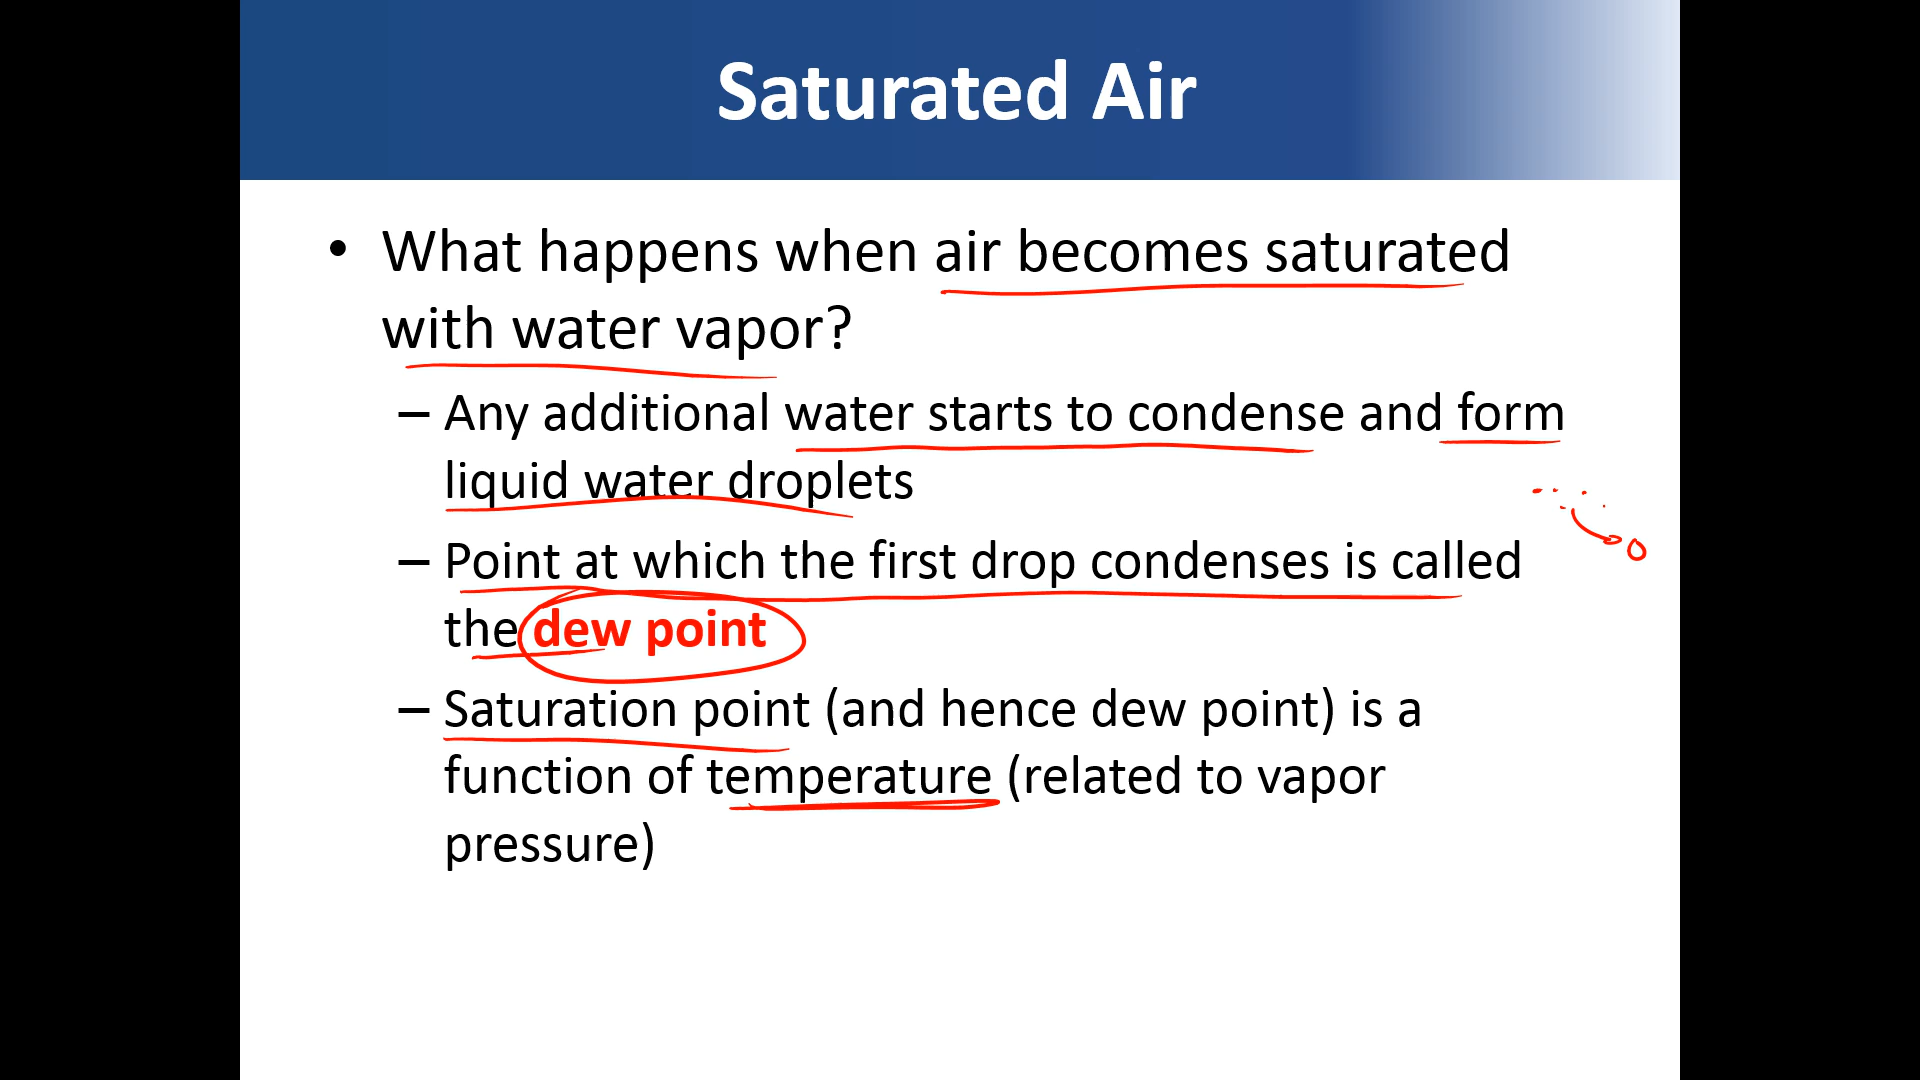 Saturated Air
• What happens when air becomes saturated
with water vapor?
– Any additional water starts to condense and form
liquid water droplets
– Point at which the first drop condenses is called
the dew point
– Saturation point (and hence dew point) is a
function of temperature (related to vapor
pressure)